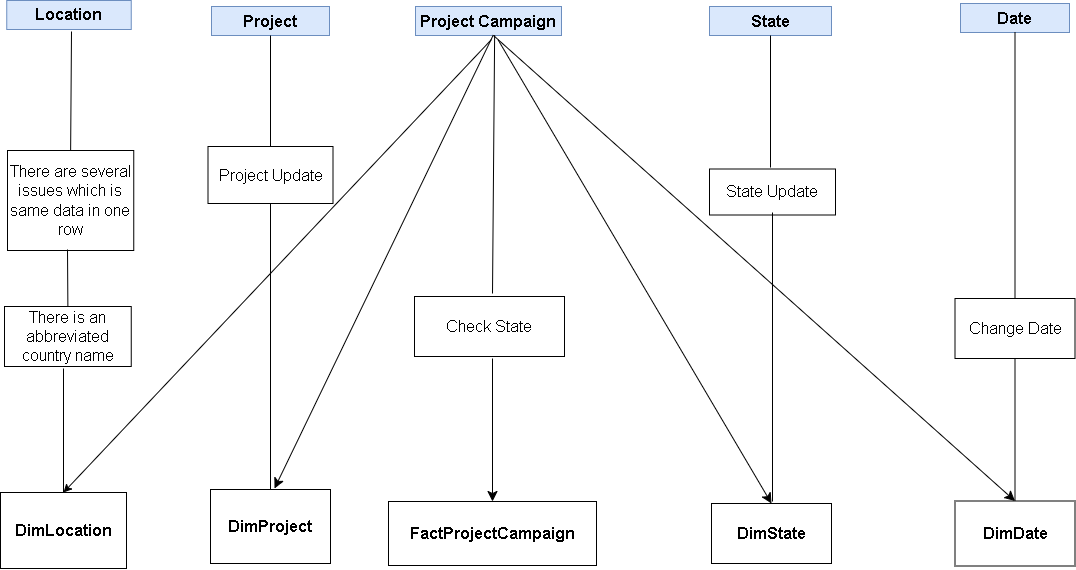 Location
Project
Project Campaign
State
Date
There are several
issues which is
same data in one
row
Project Update
State Update
There is an
abbreviated
country name
Check State
Change Date
DimLocation
DimProject
FactProjectCampaign
DimState
DimDate